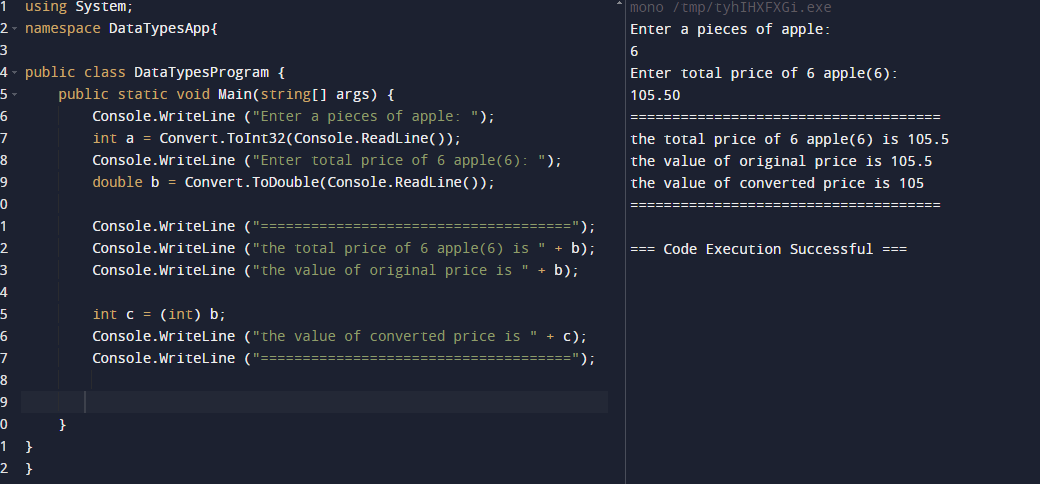 1 using System;
2 namespace DataTypesApp{
3
4 public class DataTypesProgram {
5 public static void Main(string[] args) {
6 Console.WriteLine ("Enter a pieces of apple: ");
7 int a = Convert.ToInt32(Console.ReadLine());
8 Console.WriteLine ("Enter total price of 6 apple(6): ");
9 double b = Convert.ToDouble(Console.ReadLine());
0
1 Console.WriteLine ("=====================================");
2 Console.WriteLine ("the total price of 6 apple(6) is " + b);
3 Console.WriteLine ("the value of original price is " + b);
4
5 int c = (int) b;
6 Console.WriteLine ("the value of converted price is " + c);
7 Console.WriteLine ("=====================================");
8
9
0 }
1 }
2 }
mono /tmp/tyhIHXFXGi.exe
Enter a pieces of apple:
6
Enter total price of 6 apple(6):
105.50
=====================================
the total price of 6 apple(6) is 105.5
the value of original price is 105.5
the value of converted price is 105
=====================================
=== Code Execution Successful ===